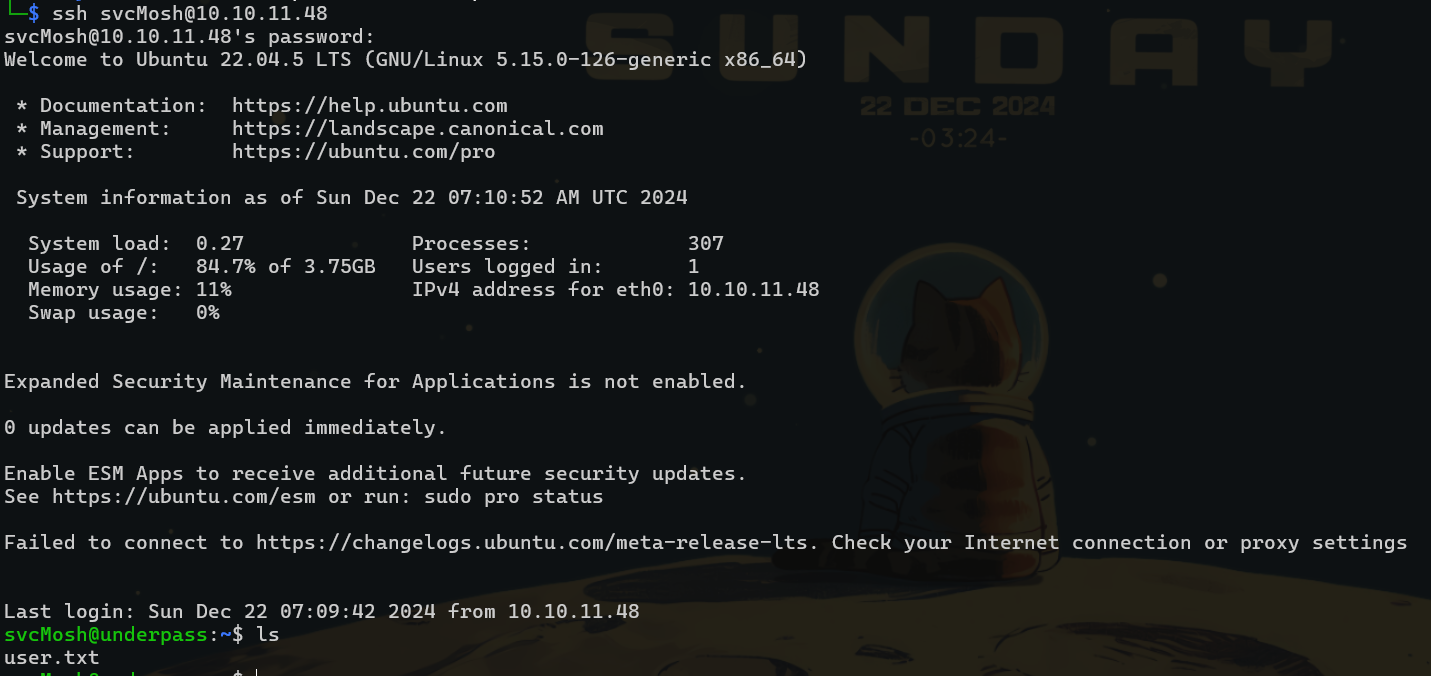 └─$ ssh svcMosh@10.10.11.48
svcMosh@10.10.11.48's password:
Welcome to Ubuntu 22.04.5 LTS (GNU/Linux 5.15.0-126-generic x86_64)
SUNDAY
22 DEC 2024
-03:24-
* Documentation:  https://help.ubuntu.com
* Management:     https://landscape.canonical.com
* Support:        https://ubuntu.com/pro
System information as of Sun Dec 22 07:10:52 AM UTC 2024
System load:  0.27              Processes:             307
Usage of /:   84.7% of 3.75GB   Users logged in:       1
Memory usage: 11%               IPv4 address for eth0: 10.10.11.48
Swap usage:   0%
Expanded Security Maintenance for Applications is not enabled.
0 updates can be applied immediately.
Enable ESM Apps to receive additional future security updates.
See https://ubuntu.com/esm or run: sudo pro status
Failed to connect to https://changelogs.ubuntu.com/meta-release-lts. Check your Internet connection or proxy settings
Last login: Sun Dec 22 07:09:42 2024 from 10.10.11.48
svcMosh@underpass:~$ ls
user.txt